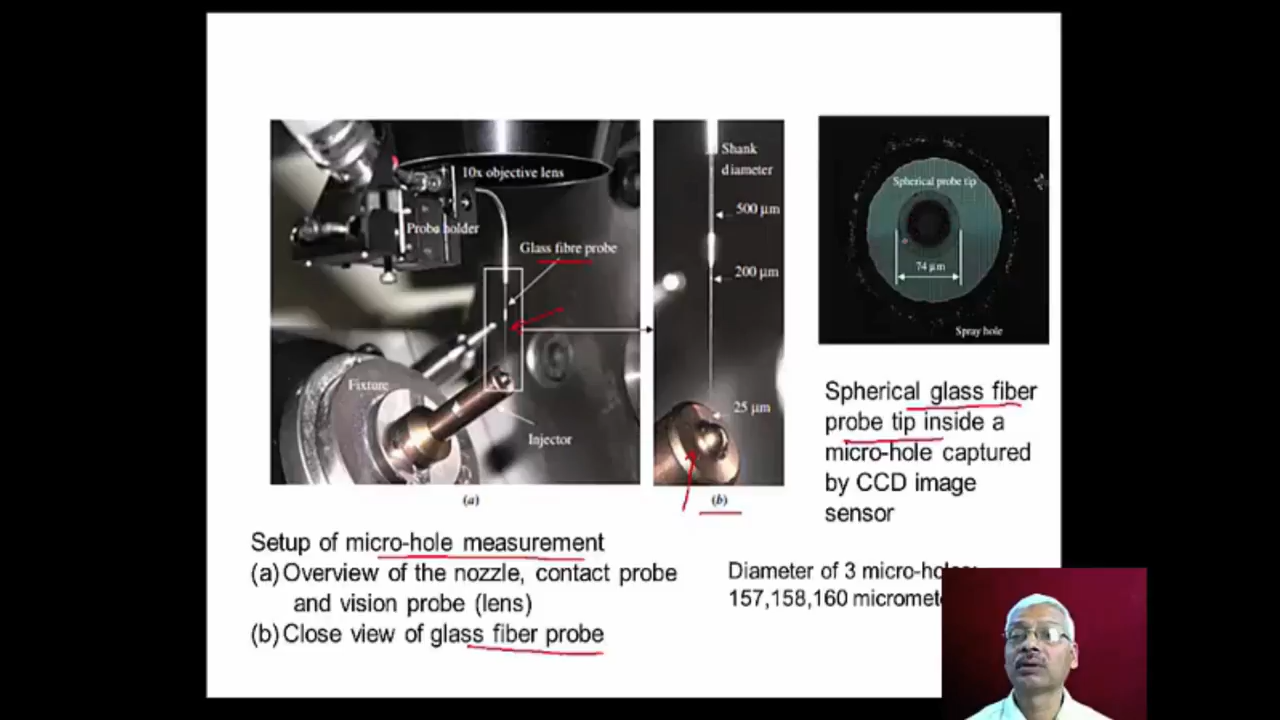 10x objective lens
Probe holder
Glass fibre probe
Fixture
Injector
(a)
Shank
diameter
500 µm
200 µm
25 µm
(b)
Spherical probe tip
74 µm
Spray hole
Spherical glass fiber
probe tip inside a
micro-hole captured
by CCD image
sensor
Setup of micro-hole measurement
(a) Overview of the nozzle, contact probe
and vision probe (lens)
(b) Close view of glass fiber probe
Diameter of 3
157,158,160